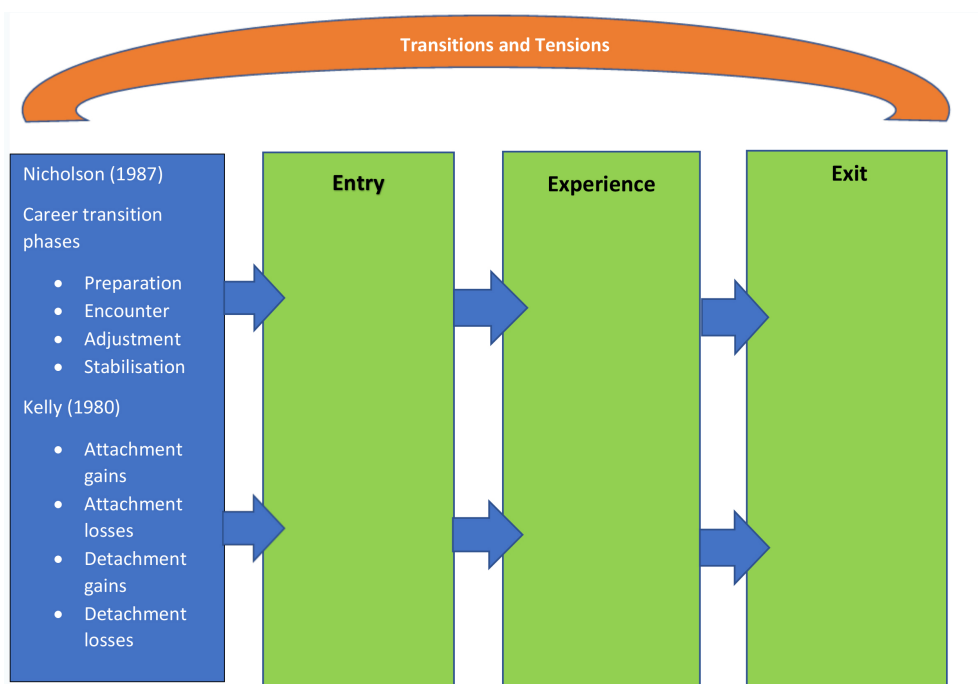 Transitions and Tensions
Nicholson (1987)
Career transition
phases
• Preparation
• Encounter
• Adjustment
• Stabilisation
Kelly (1980)
• Attachment
gains
• Attachment
losses
• Detachment
gains
• Detachment
losses
Entry
Experience
Exit